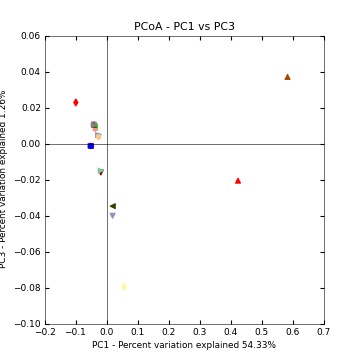 PCoA - PC1 vs PC3
0.06
0.04
0.02
0.00
−0.02
−0.04
−0.06
−0.08
−0.10
PC3 - Percent variation explained 1.26%
−0.2 −0.1 0.0 0.1 0.2 0.3 0.4 0.5 0.6 0.7
PC1 - Percent variation explained 54.33%